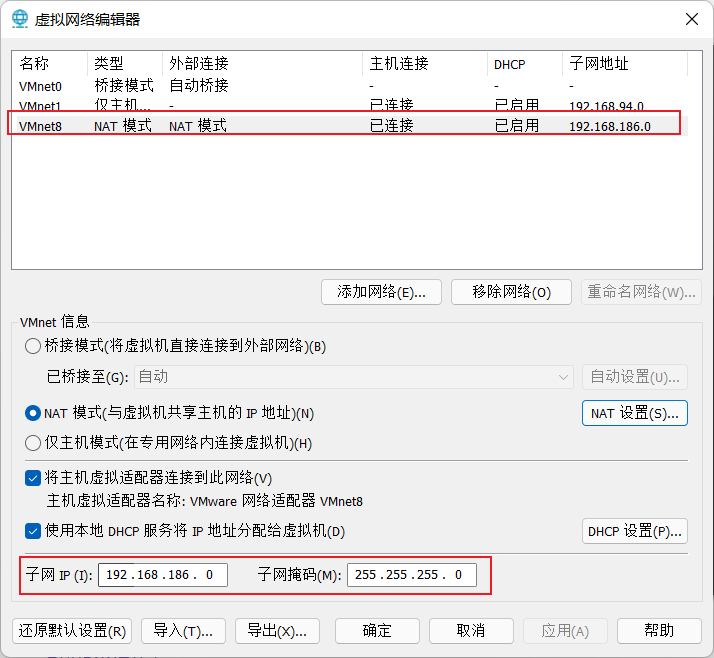 虚拟网络编辑器
名称 类型 外部连接 主机连接 DHCP 子网地址
VMnet0 桥接模式 自动桥接 - - -
VMnet1 仅主机... - 已连接 已启用 192.168.94.0
VMnet8 NAT 模式 NAT 模式 已连接 已启用 192.168.186.0
添加网络(E)... 移除网络(O) 重命名网络(W)...
VMnet 信息
桥接模式(将虚拟机直接连接到外部网络)(B)
已桥接至(G): 自动 自动设置(U)...
NAT 模式(与虚拟机共享主机的 IP 地址)(N) NAT 设置(S)...
仅主机模式(在专用网络内连接虚拟机)(H)
将主机虚拟适配器连接到此网络(V)
主机虚拟适配器名称: VMware 网络适配器 VMnet8
使用本地 DHCP 服务将 IP 地址分配给虚拟机(D) DHCP 设置(P)...
子网 IP (I): 192.168.186. 0 子网掩码(M): 255.255.255. 0
还原默认设置(R) 导入(T)... 导出(X)... 确定 取消 应用(A) 帮助